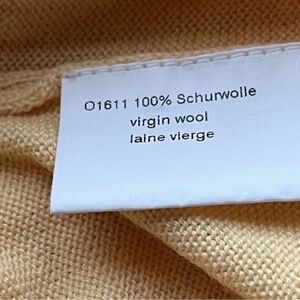 O1611 100% Schurwolle
virgin wool
laine vierge